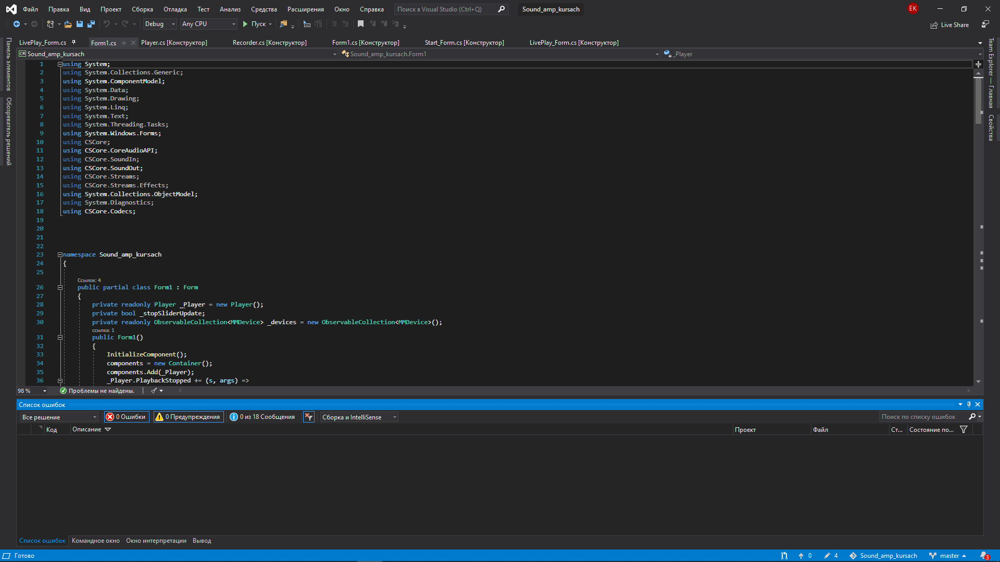 Файл Правка Вид Проект Сборка Отладка Тест Анализ Средства Расширения Окно Справка Поиск в Visual Studio (Ctrl+Q) Sound_amp_kursach EK
Debug Any CPU Пуск Live Share
LivePlay_Form.cs Form1.cs Player.cs [Конструктор] Recorder.cs [Конструктор] Form1.cs [Конструктор] Start_Form.cs [Конструктор] LivePlay_Form.cs [Конструктор]
C# Sound_amp_kursach Sound_amp_kursach.Form1 _Player
Панель элементов
Обозреватель решений
Team Explorer — Главная
Свойства
1 using System;
2 using System.Collections.Generic;
3 using System.ComponentModel;
4 using System.Data;
5 using System.Drawing;
6 using System.Linq;
7 using System.Text;
8 using System.Threading.Tasks;
9 using System.Windows.Forms;
10 using CSCore;
11 using CSCore.CoreAudioAPI;
12 using CSCore.SoundIn;
13 using CSCore.SoundOut;
14 using CSCore.Streams;
15 using CSCore.Streams.Effects;
16 using System.Collections.ObjectModel;
17 using System.Diagnostics;
18 using CSCore.Codecs;
19
20
21
22
23 namespace Sound_amp_kursach
24 {
25
Ссылок: 4
26 public partial class Form1 : Form
27 {
28 private readonly Player _Player = new Player();
29 private bool _stopSliderUpdate;
30 private readonly ObservableCollection<MMDevice> _devices = new ObservableCollection<MMDevice>();
ссылка: 1
31 public Form1()
32 {
33 InitializeComponent();
34 components = new Container();
35 components.Add(_Player);
36 _Player.PlaybackStopped += (s, args) =>
98 % Проблемы не найдены.
Список ошибок
Все решение 0 Ошибки 0 Предупреждения 0 из 18 Сообщения Сборка и IntelliSense Поиск по списку ошибок
Код Описание Проект Файл Ст... Состояние по...
Список ошибок Командное окно Окно интерпретации Вывод
Готово 0 4 Sound_amp_kursach master 3